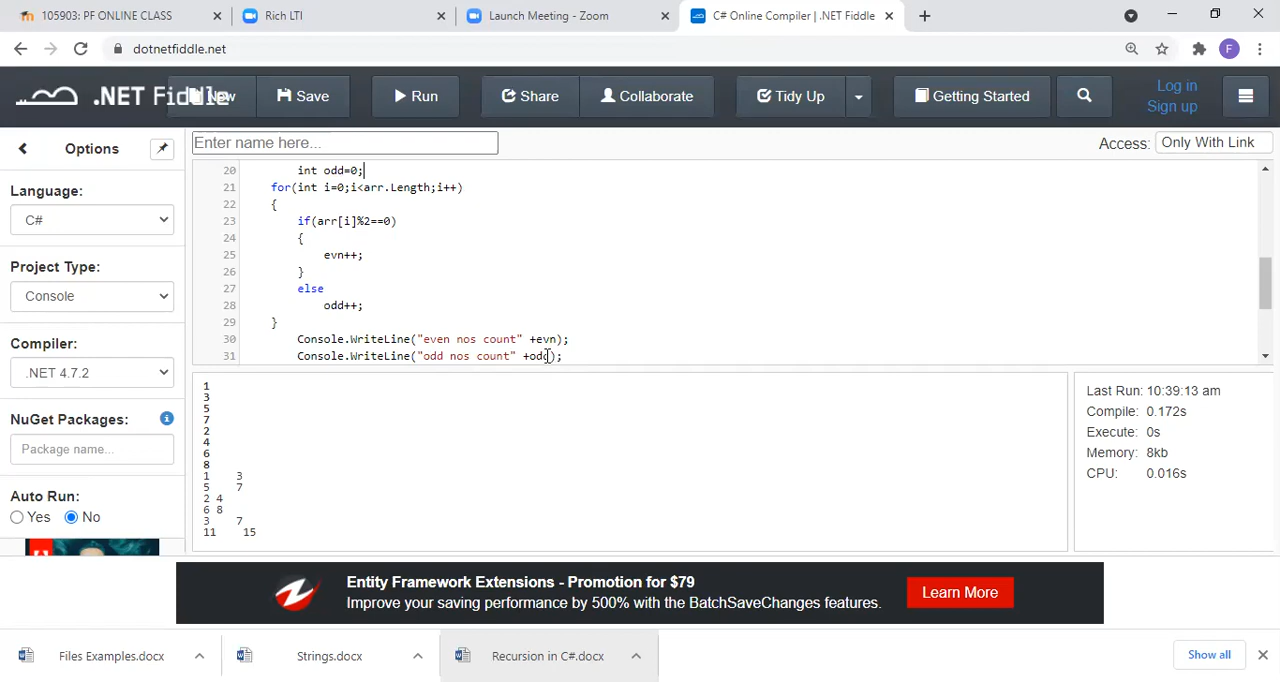 105903: PF ONLINE CLASS
Rich LTI
Launch Meeting - Zoom
C# Online Compiler | .NET Fiddle
dotnetfiddle.net
F
.NET Fiddle
New
Save
Run
Share
Collaborate
Tidy Up
Getting Started
Log in
Sign up
Options
Enter name here...
Access:
Only With Link
Language:
C#
Project Type:
Console
Compiler:
.NET 4.7.2
NuGet Packages:
Package name...
Auto Run:
Yes
No
20 int odd=0;
21 for(int i=0;i<arr.Length;i++)
22 {
23 if(arr[i]%2==0)
24 {
25 evn++;
26 }
27 else
28 odd++;
29 }
30 Console.WriteLine("even nos count" +evn);
31 Console.WriteLine("odd nos count" +odd);
1
3
5
7
2
4
6
8
1 3
5 7
2 4
6 8
3 7
11 15
Last Run: 10:39:13 am
Compile: 0.172s
Execute: 0s
Memory: 8kb
CPU: 0.016s
Entity Framework Extensions - Promotion for $79
Improve your saving performance by 500% with the BatchSaveChanges features.
Learn More
Files Examples.docx
Strings.docx
Recursion in C#.docx
Show all